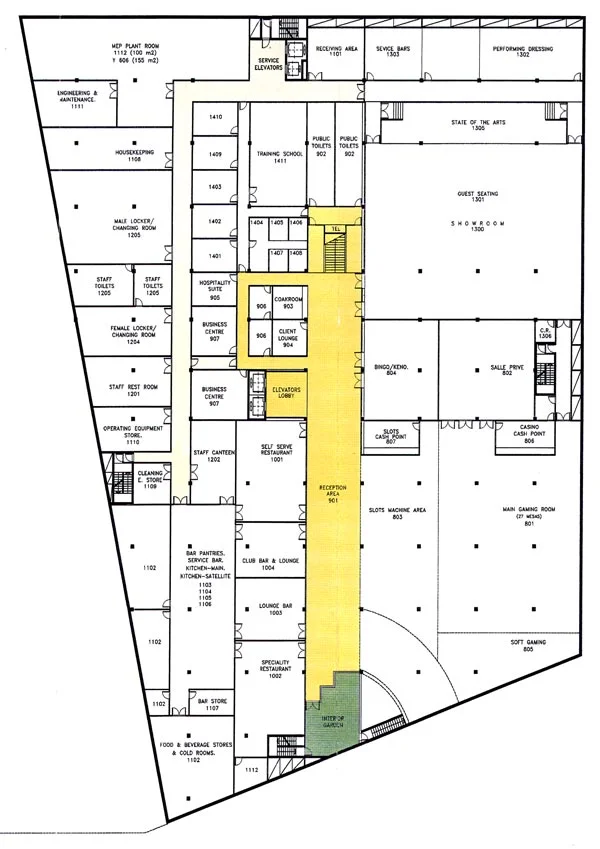 MEP PLANT ROOM
1112 (100 m2)
Y 606 (155 m2)
SERVICE
ELEVATORS
RECEIVING AREA
1101
SEVICE BARS
1303
PERFORMING DRESSING
1302
ENGINEERING &
MAINTENANCE.
1111
1410
TRAINING SCHOOL
1411
PUBLIC
TOILETS
902
PUBLIC
TOILETS
902
STATE OF THE ARTS
1305
HOUSEKEEPING
1108
1409
1403
GUEST SEATING
1301
SHOWROOM
1300
MALE LOCKER/
CHANGING ROOM
1205
1402
1404
1405
1406
TEL
1401
1407
1408
STAFF
TOILETS
1205
STAFF
TOILETS
1205
HOSPITALITY
SUITE
905
906
COAKROOM
903
FEMALE LOCKER/
CHANGING ROOM
1204
BUSINESS
CENTRE
907
906
CLIENT
LOUNGE
904
C.R.
1306
BINGO/KENO.
804
SALLE PRIVE
802
STAFF REST ROOM
1201
BUSINESS
CENTRE
907
ELEVATORS
LOBBY
OPERATING EQUIPMENT
STORE.
1110
SLOTS
CASH POINT
807
CASINO
CASH POINT
806
STAFF CANTEEN
1202
SELF SERVE
RESTAURANT
1001
CLEANING
E. STORE
1109
RECEPTION
AREA
901
SLOTS MACHINE AREA
803
MAIN GAMING ROOM
(27 MESAS)
801
1102
BAR PANTRIES.
SERVICE BAR.
KITCHEN-MAIN.
KITCHEN-SATELLITE
1103
1104
1105
1106
CLUB BAR & LOUNGE
1004
LOUNGE BAR
1003
1102
SOFT GAMING
805
SPECIALITY
RESTAURANT
1002
1102
BAR STORE
1107
INTERIOR
GARDEN
FOOD & BEVERAGE STORES
& COLD ROOMS.
1102
1112